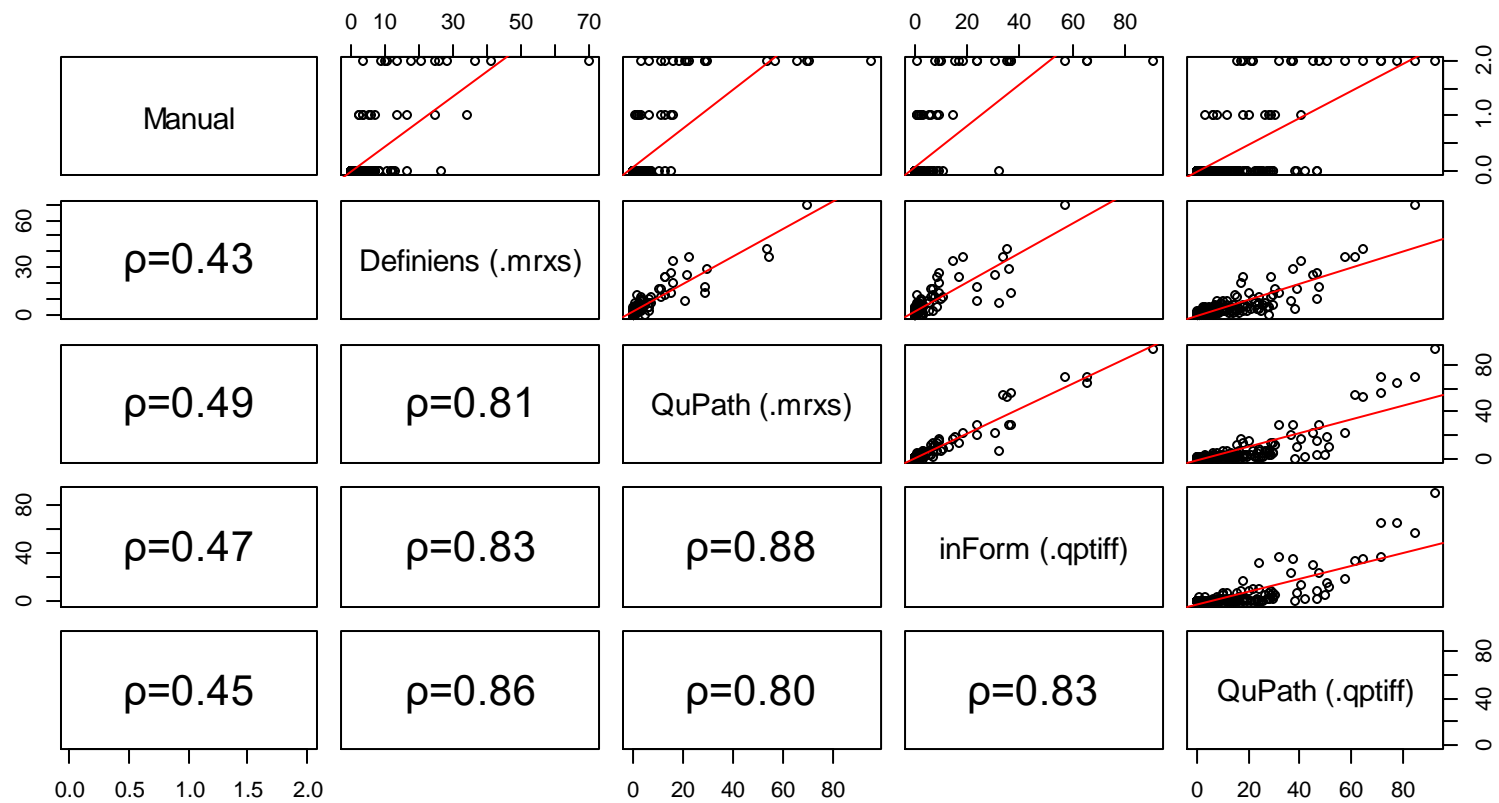 0 10 30 50 70
0 20 40 60 80
Manual
0.0 1.0 2.0
0 30 60
ρ=0.43
Definiens (.mrxs)
ρ=0.49
ρ=0.81
QuPath (.mrxs)
0 40 80
0 40 80
ρ=0.47
ρ=0.83
ρ=0.88
inForm (.qptiff)
ρ=0.45
ρ=0.86
ρ=0.80
ρ=0.83
QuPath (.qptiff)
0 40 80
0.0 0.5 1.0 1.5 2.0
0 20 40 60 80
0 20 40 60 80